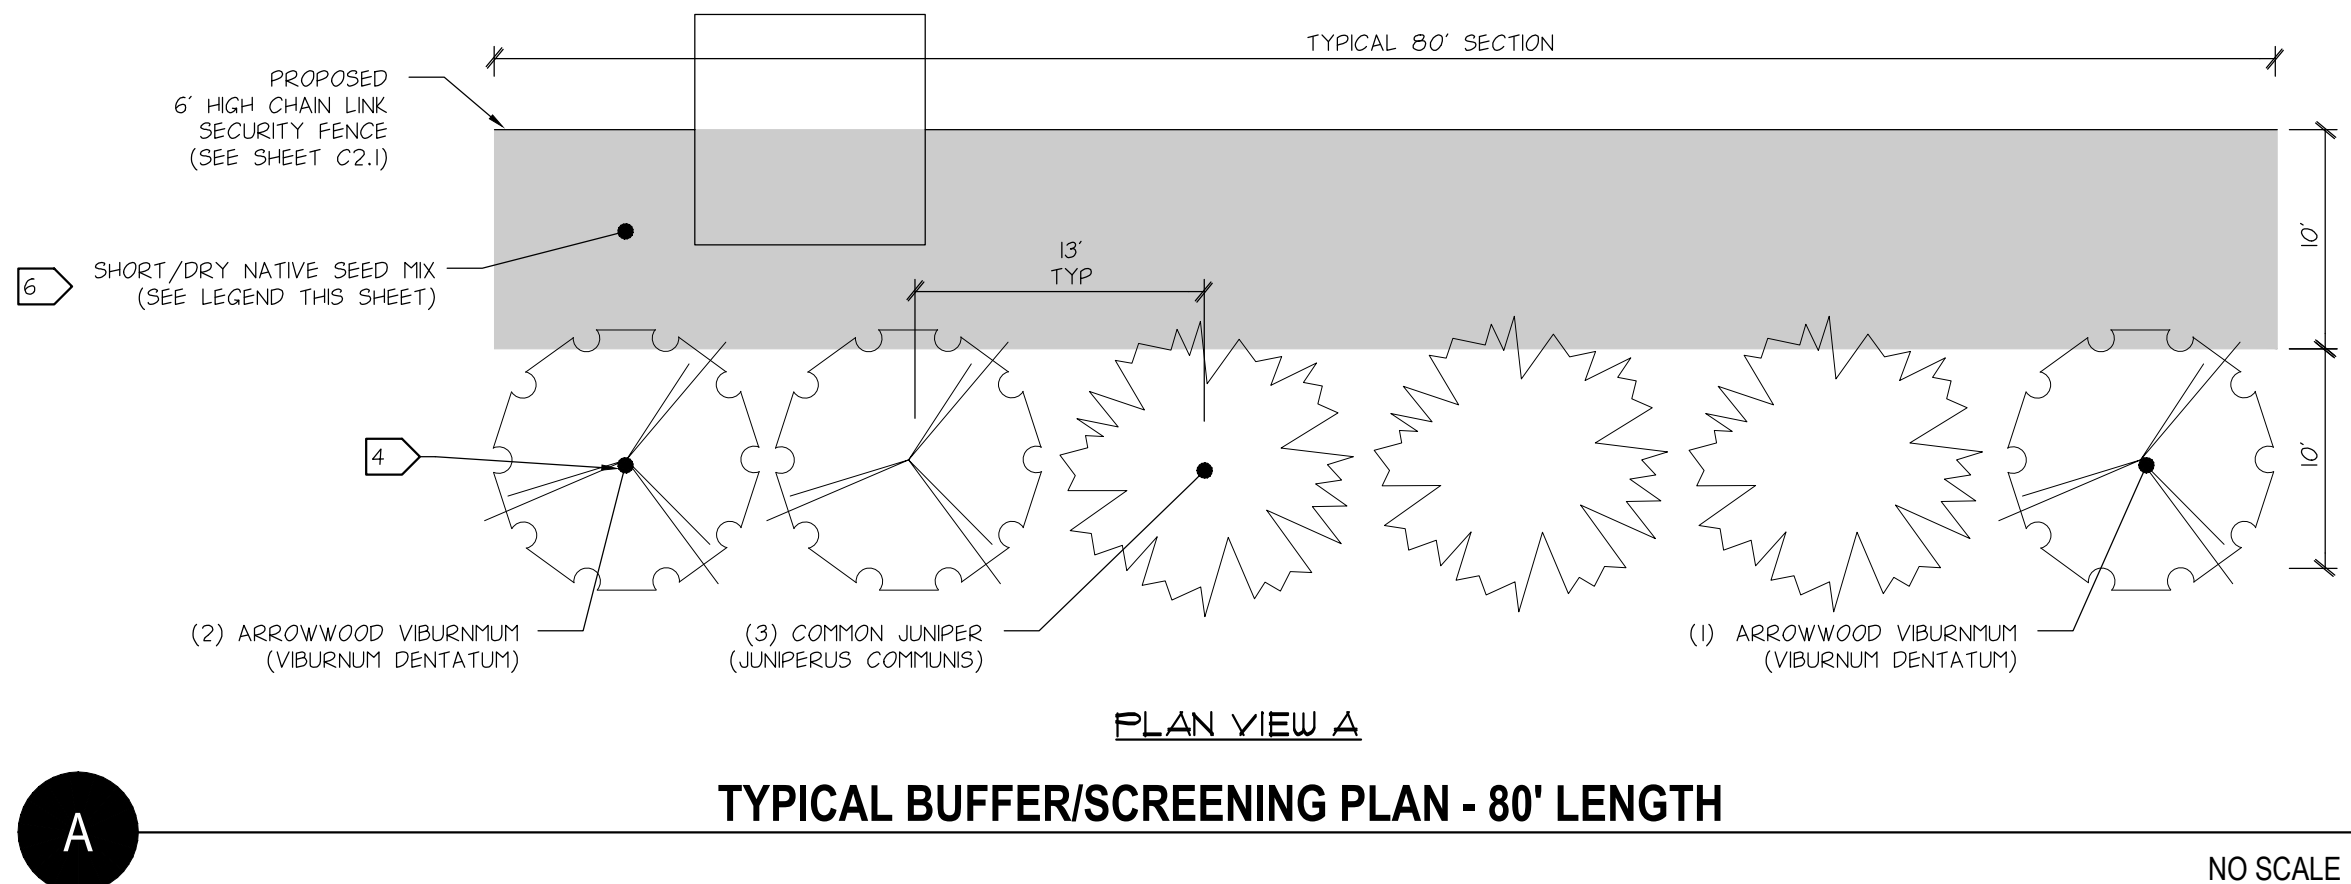 TYPICAL 80' SECTION
PROPOSED
6' HIGH CHAIN LINK
SECURITY FENCE
(SEE SHEET C2.1)
10'
13'
TYP
6
SHORT/DRY NATIVE SEED MIX
(SEE LEGEND THIS SHEET)
4
10'
(2) ARROWWOOD VIBURNMUM
(VIBURNUM DENTATUM)
(3) COMMON JUNIPER
(JUNIPERUS COMMUNIS)
(1) ARROWWOOD VIBURNMUM
(VIBURNUM DENTATUM)
PLAN VIEW A
TYPICAL BUFFER/SCREENING PLAN - 80' LENGTH
A
NO SCALE